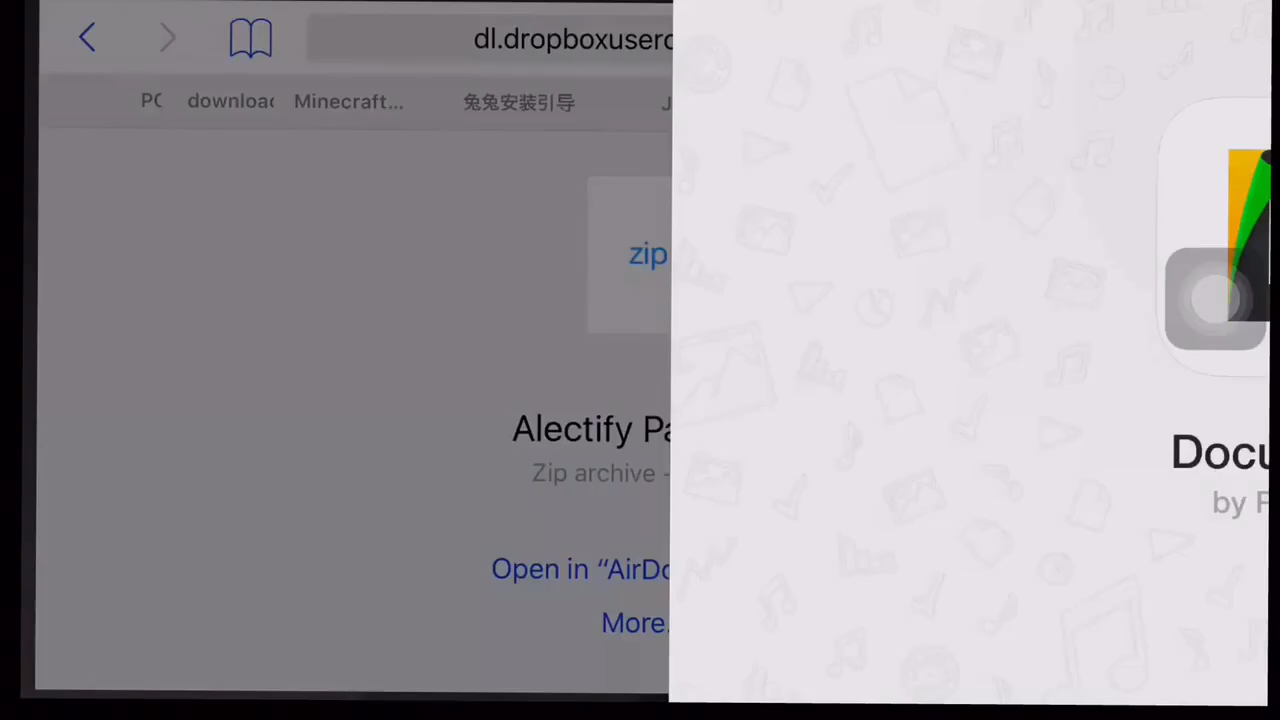 dl.dropboxuserc
PC
download
Minecraft...
兔兔安装引导
J
zip
Alectify Pa
Zip archive -
Open in “AirDo
More.
Docu
by F